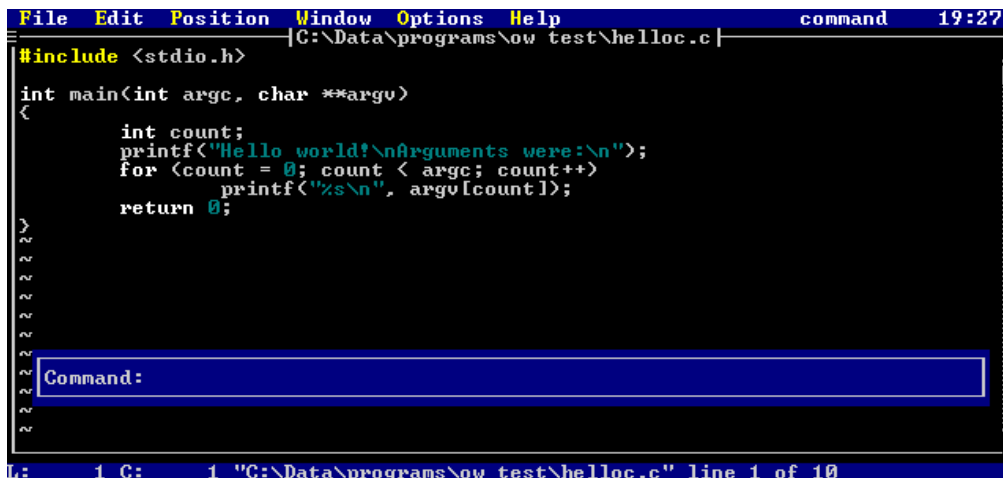 File Edit Position Window Options Help command 19:27
C:\Data\programs\ow test\helloc.c
#include <stdio.h>
int main(int argc, char **argv)
{
int count;
printf("Hello world!\nArguments were:\n");
for (count = 0; count < argc; count++)
printf("%s\n", argv[count]);
return 0;
}
~
~
~
~
~
~
~
~
~
~
~
Command:
L: 1 C: 1 "C:\Data\programs\ow test\helloc.c" line 1 of 10